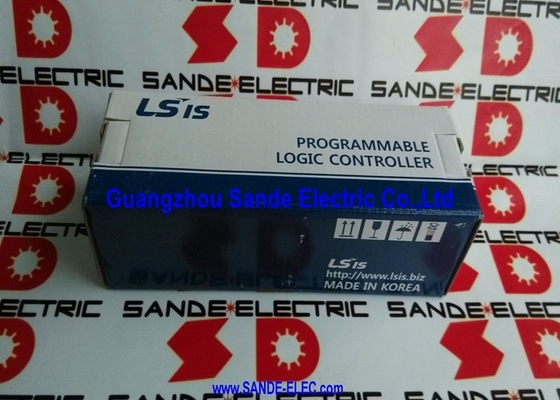 SANDE ELECTRIC SANDE ELECTRIC
LSis
PROGRAMMABLE
LOGIC CONTROLLER
SANDE ELECTRIC
Guangzhou Sande Electric Co.,Ltd
LSis
http://www.lsis.biz
MADE IN KOREA
SANDE ELECTRIC SANDE ELECTRIC
SD
www.SANDE-ELEC.com